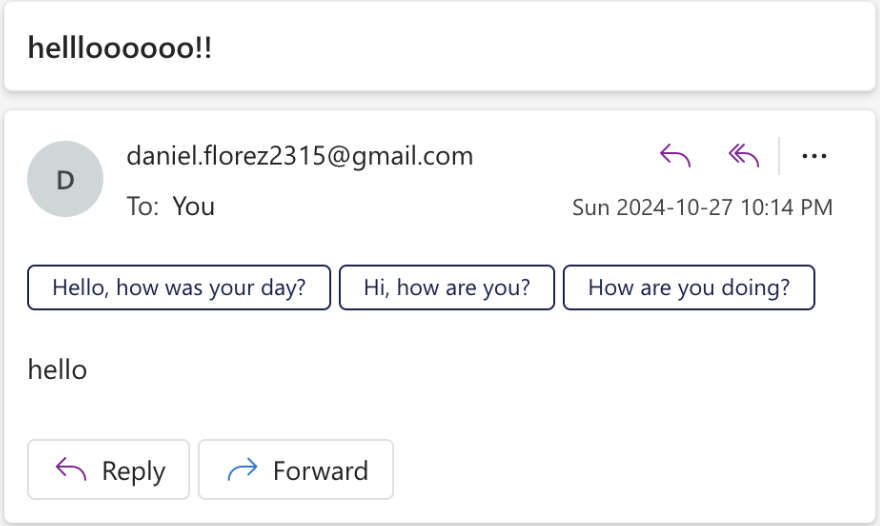 hellloooooo!!
D
daniel.florez2315@gmail.com
To: You
Sun 2024-10-27 10:14 PM
Hello, how was your day? Hi, how are you? How are you doing?
hello
Reply Forward